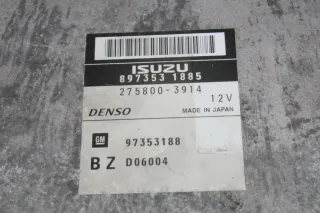 ISUZU
897353 1885
275800-3914
12V
DENSO MADE IN JAPAN
GM 97353188
BZ D06004